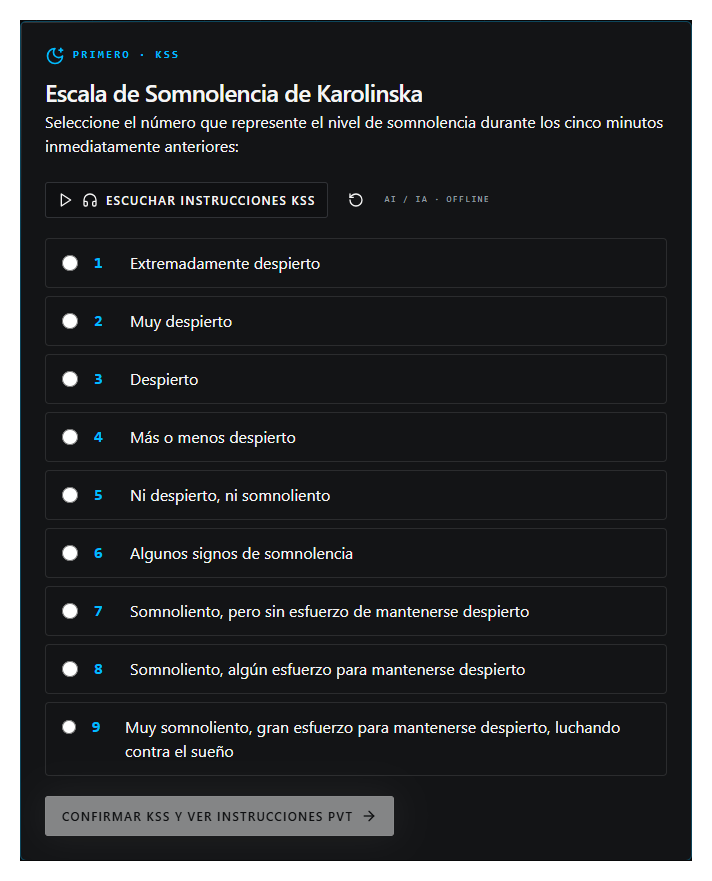 PRIMERO · KSS
Escala de Somnolencia de Karolinska
Seleccione el número que represente el nivel de somnolencia durante los cinco minutos
inmediatamente anteriores:
ESCUCHAR INSTRUCCIONES KSS AI / IA · OFFLINE
1 Extremadamente despierto
2 Muy despierto
3 Despierto
4 Más o menos despierto
5 Ni despierto, ni somnoliento
6 Algunos signos de somnolencia
7 Somnoliento, pero sin esfuerzo de mantenerse despierto
8 Somnoliento, algún esfuerzo para mantenerse despierto
9 Muy somnoliento, gran esfuerzo para mantenerse despierto, luchando
contra el sueño
CONFIRMAR KSS Y VER INSTRUCCIONES PVT →